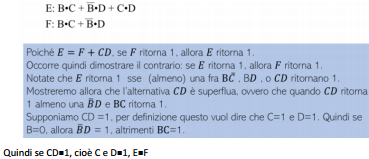 E: B•C + B̅•D + C•D
F: B•C + B̅•D
Poiché E = F + CD, se F ritorna 1, allora E ritorna 1.
Occorre quindi dimostrare il contrario: se E ritorna 1, allora F ritorna 1.
Notate che E ritorna 1 sse (almeno) una fra BC̄, BD, o CD ritornano 1.
Mostreremo allora che l'alternativa CD è superflua, ovvero che quando CD ritorna
1 almeno una B̅D e BC ritorna 1.
Supponiamo CD =1, per definizione questo vuol dire che C=1 e D=1. Quindi se
B=0, allora B̅D = 1, altrimenti BC=1.
Quindi se CD=1, cioè C e D=1, E=F